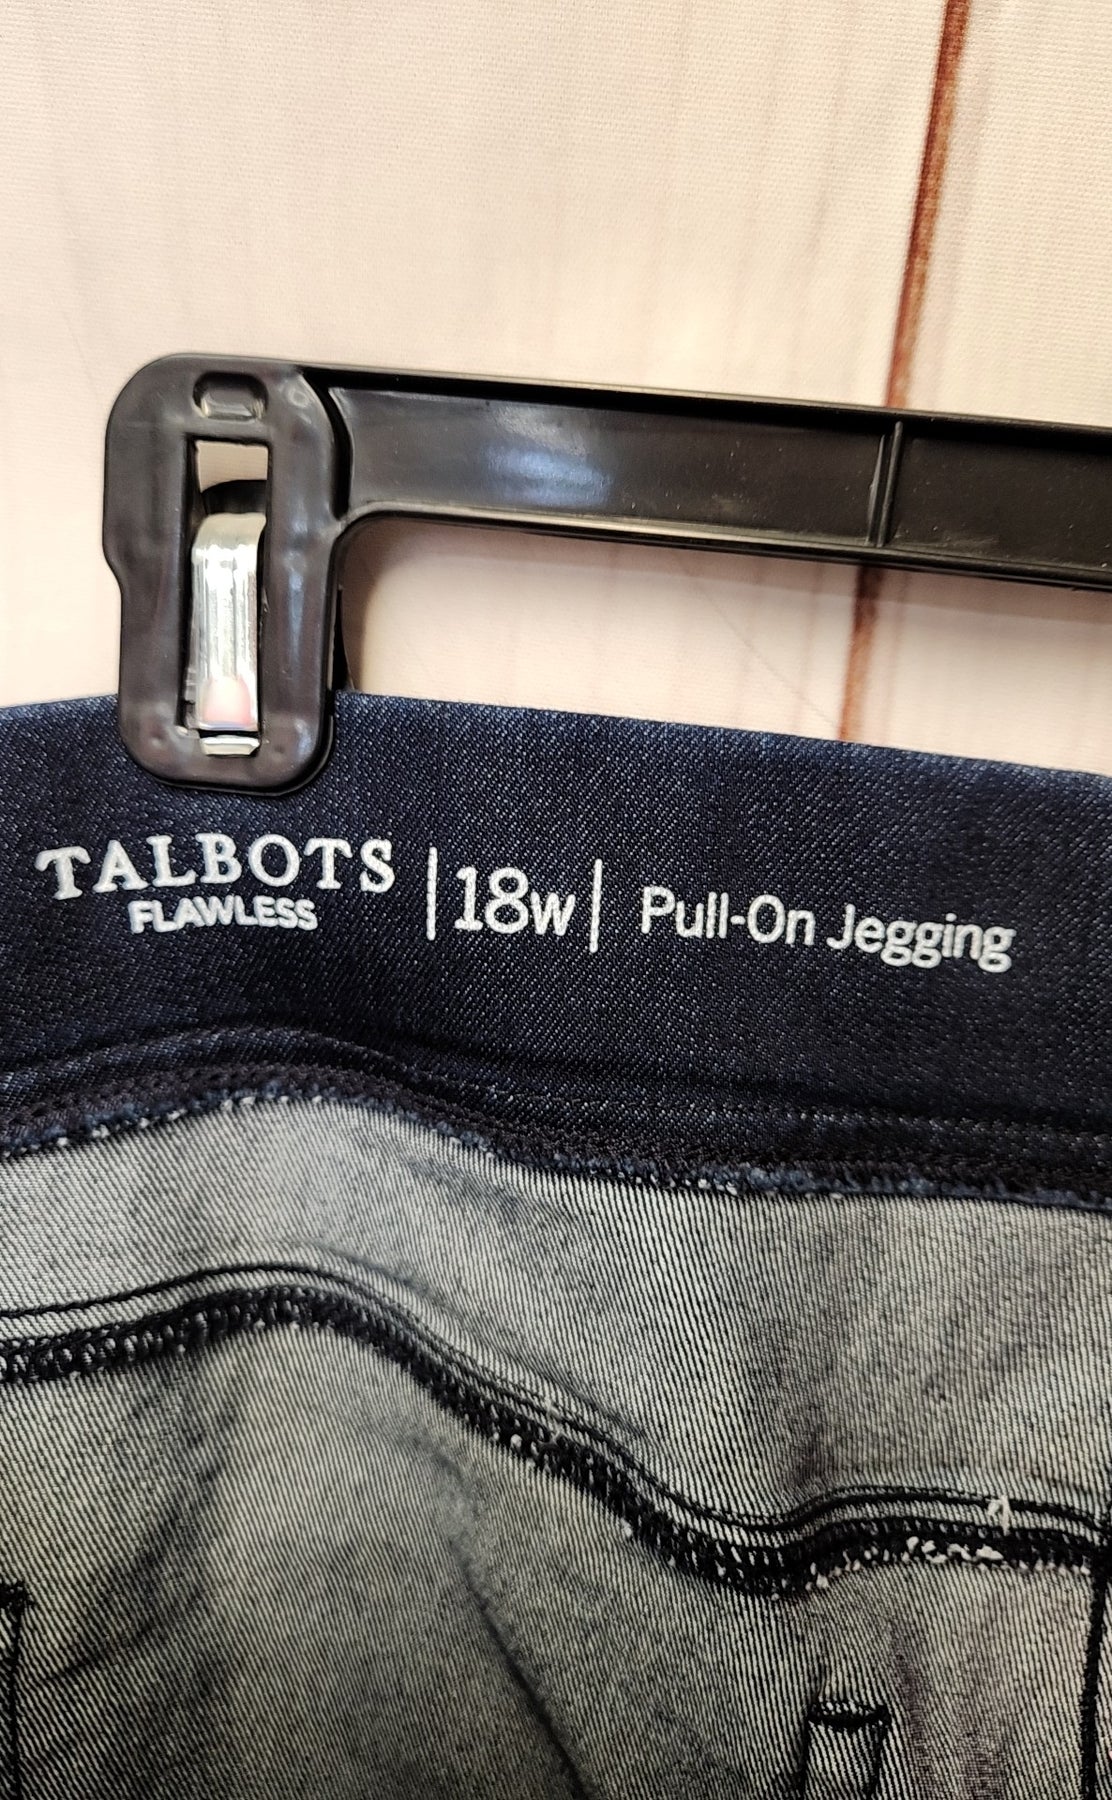 TALBOTS | 18w | Pull-On Jegging
FLAWLESS